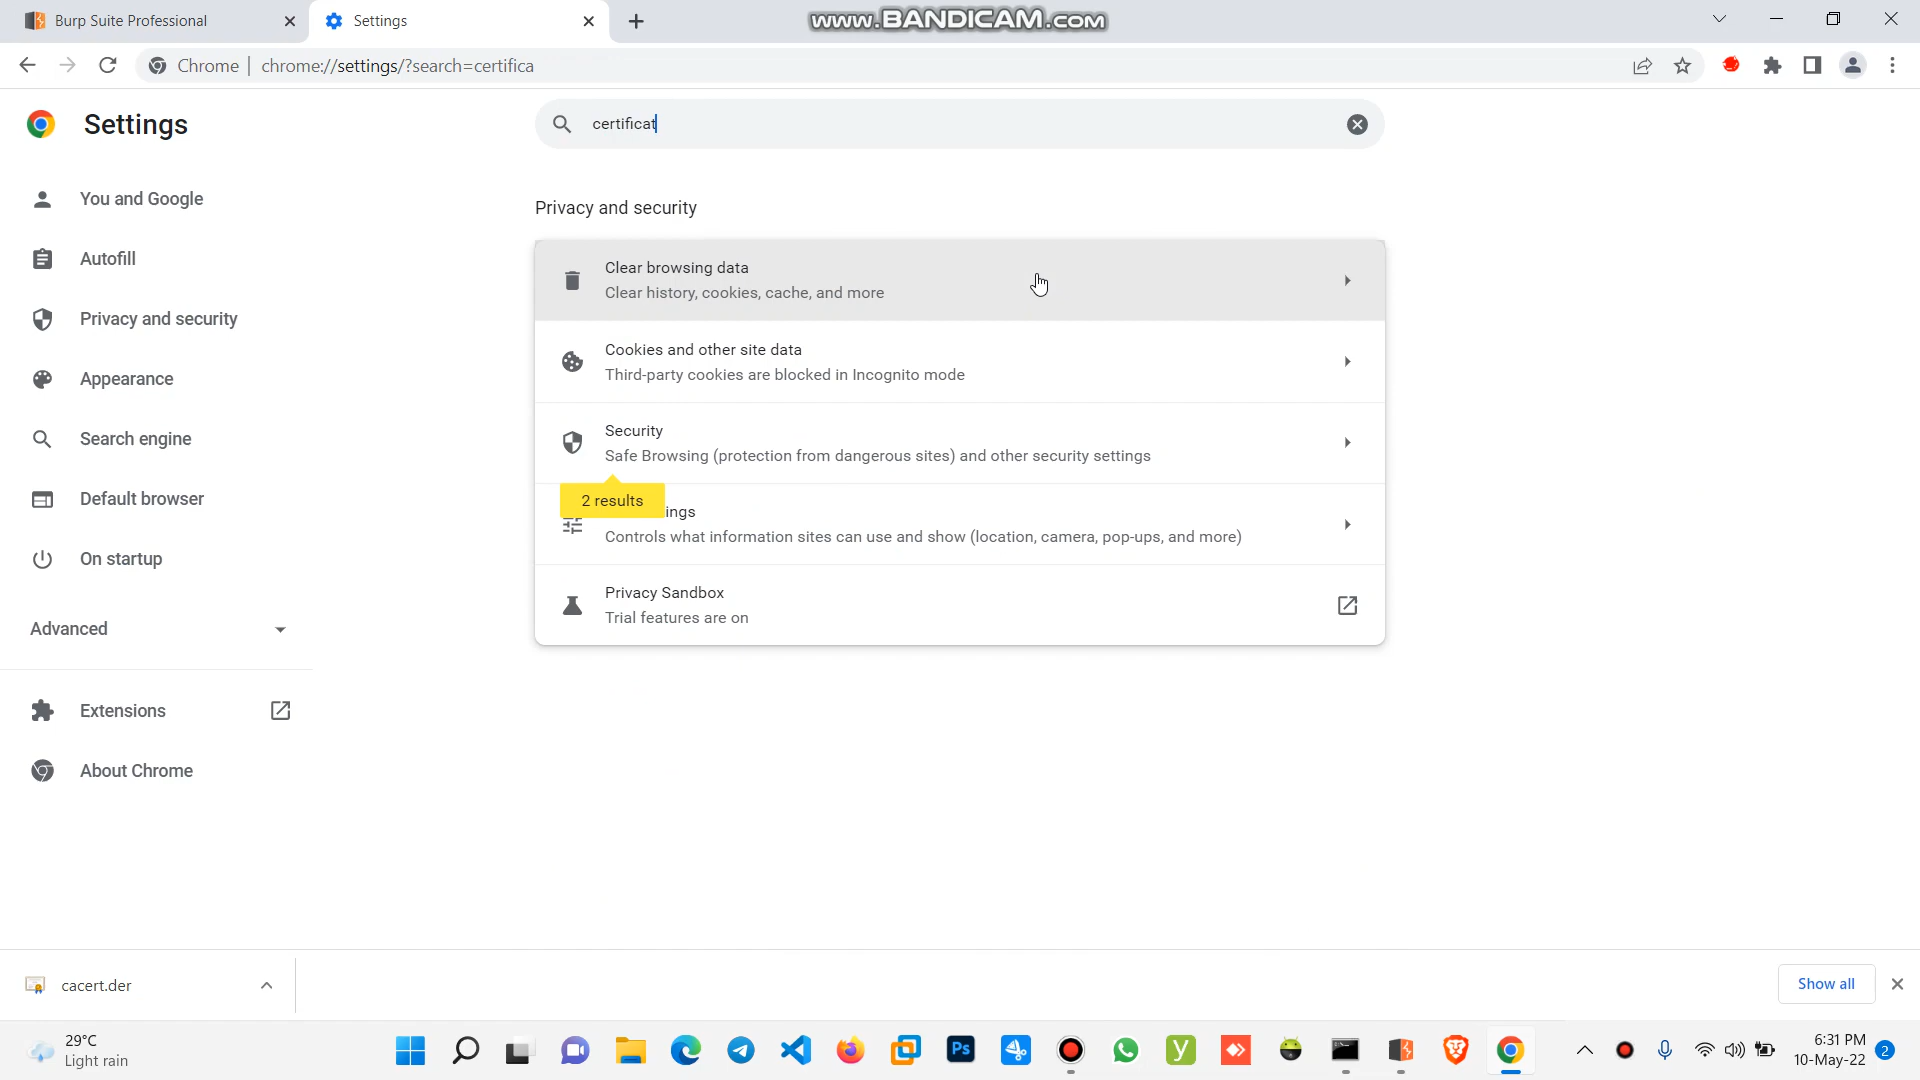 Burp Suite Professional
Settings
www.BANDICAM.com
Chrome
chrome://settings/?search=certifica
Settings
certificat
You and Google
Autofill
Privacy and security
Appearance
Search engine
Default browser
On startup
Advanced
Extensions
About Chrome
Privacy and security
Clear browsing data
Clear history, cookies, cache, and more
Cookies and other site data
Third-party cookies are blocked in Incognito mode
Security
Safe Browsing (protection from dangerous sites) and other security settings
2 results
ings
Controls what information sites can use and show (location, camera, pop-ups, and more)
Privacy Sandbox
Trial features are on
cacert.der
Show all
29°C
Light rain
Ps
y
6:31 PM
10-May-22
2